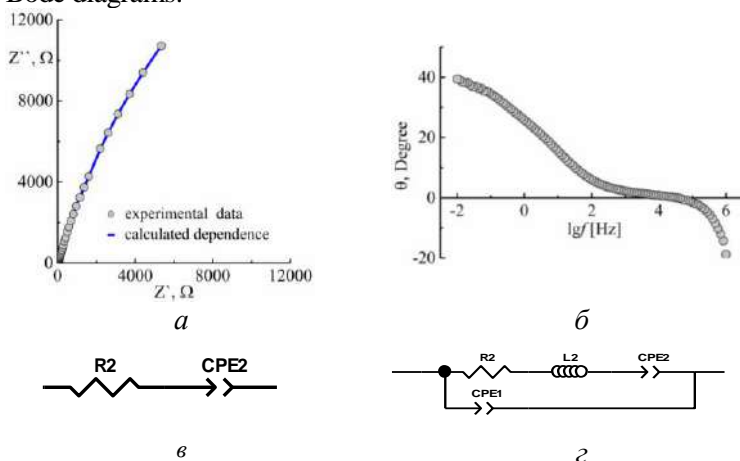 Bode diagrams.
12000
Z``, Ω
8000
4000
0
experimental data
calculated dependence
0 4000 8000 12000
Z`, Ω
а
40
20
0
-20
θ, Degree
-2 0 2 4 6
lgf [Hz]
б
R2 CPE2
в
R2 L2 CPE2
CPE1
г